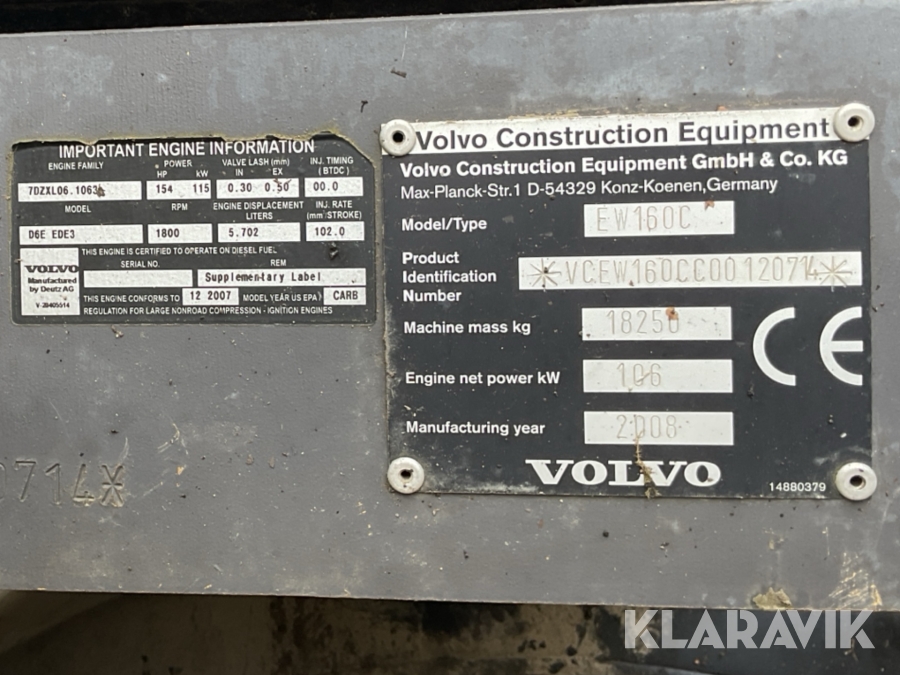 IMPORTANT ENGINE INFORMATION
ENGINE FAMILY POWER VALVE LASH (mm) INJ. TIMING
HP kW IN EX (BTDC)
7DZXL06.1063 154 115 0.30 0.50 00.0
MODEL RPM ENGINE DISPLACEMENT INJ. RATE
LITERS (mm³STROKE)
D6E EDE3 1800 5.702 102.0
THIS ENGINE IS CERTIFIED TO OPERATE ON DIESEL FUEL
VOLVO SERIAL NO. REM
Manufactured Supplementary Label
by Deutz AG
V-20405514 THIS ENGINE CONFORMS TO 12 2007 MODEL YEAR US EPA/ CARB
REGULATION FOR LARGE NONROAD COMPRESSION - IGNITION ENGINES
Volvo Construction Equipment
Volvo Construction Equipment GmbH & Co. KG
Max-Planck-Str.1 D-54329 Konz-Koenen,Germany
Model/Type EW160C
Product
Identification *VCEW160CC00120714*
Number
Machine mass kg 18250
CE
Engine net power kW 106
Manufacturing year 2008
VOLVO
14880379
0714*
KLARAVIK